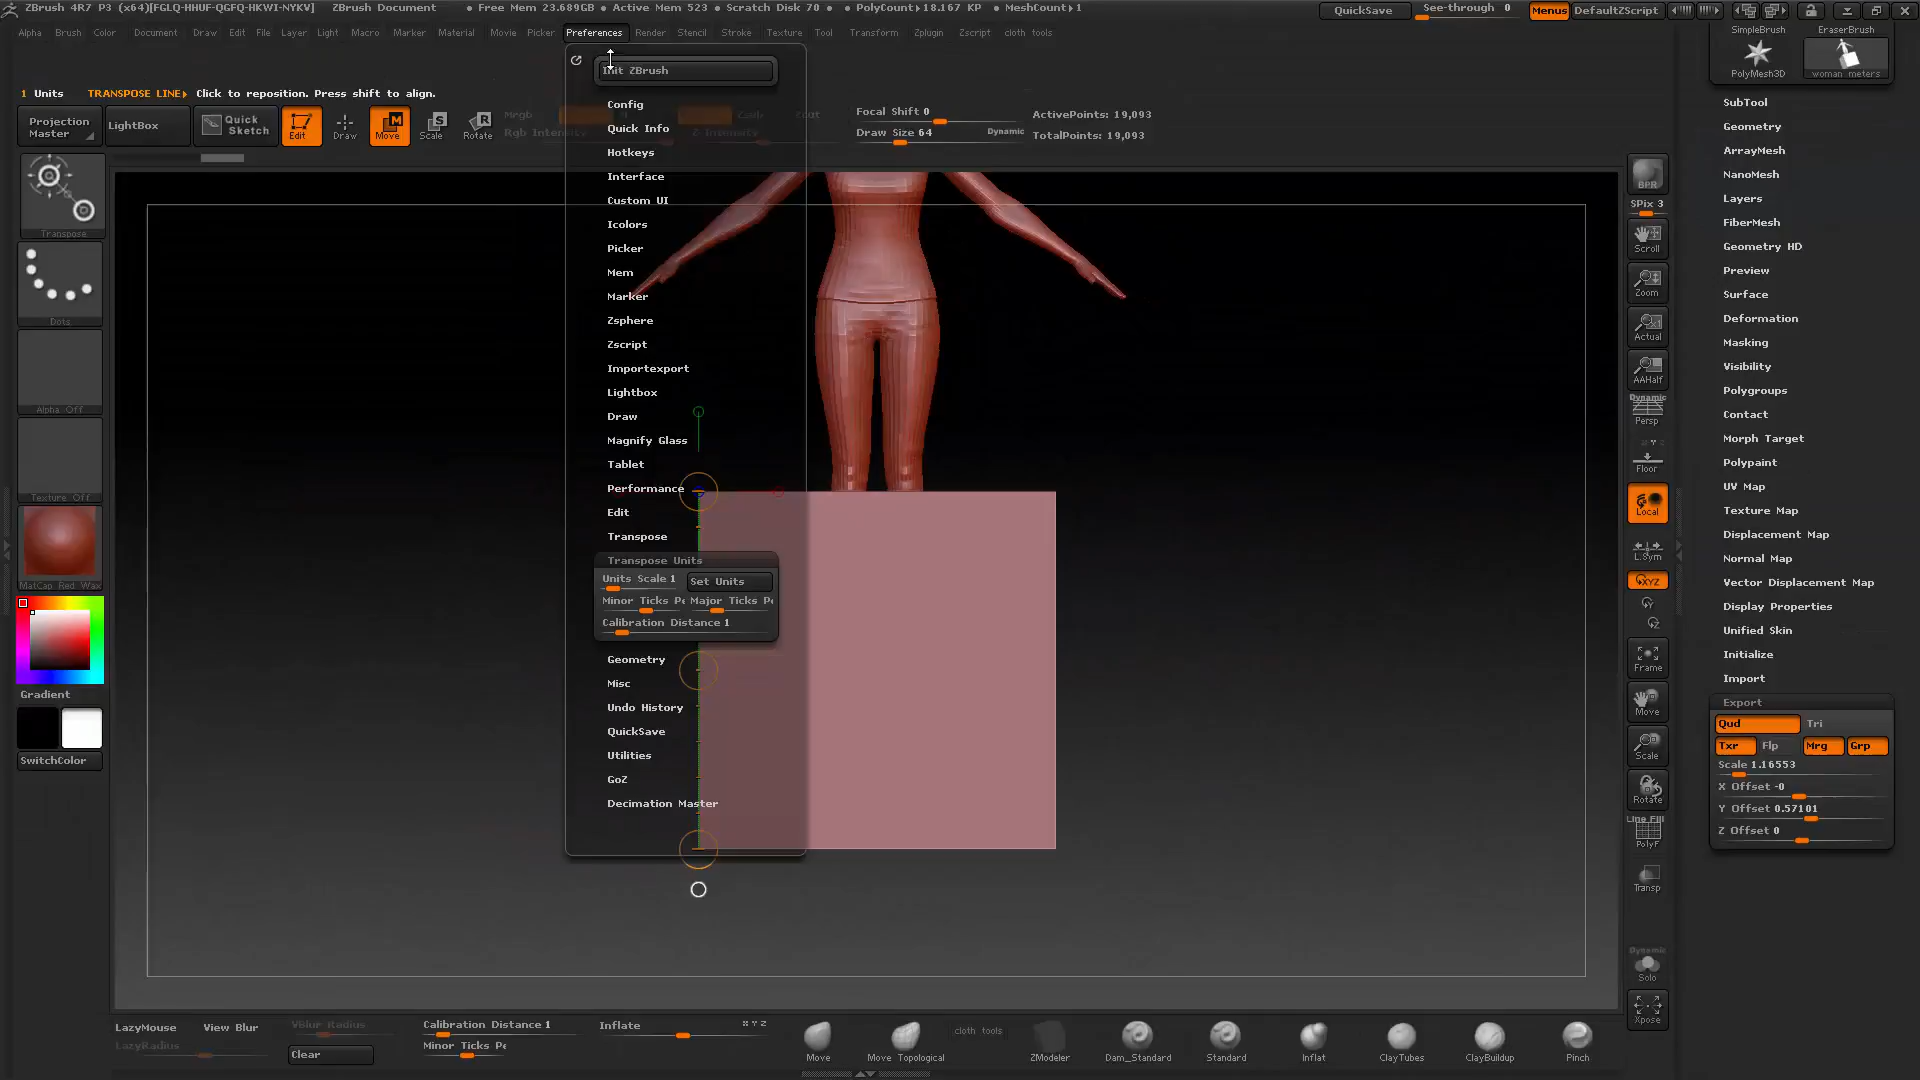 ZBrush 4R7 P3 (x64)[FGLQ-HHUF-QGFQ-HKWI-NYKV] ZBrush Document • Free Mem 23.689GB • Active Mem 523 • Scratch Disk 70 • PolyCount▸18.167 KP • MeshCount▸1 QuickSave See-through 0 Menus DefaultZScript
Alpha Brush Color Document Draw Edit File Layer Light Macro Marker Material Movie Picker Preferences Render Stencil Stroke Texture Tool Transform Zplugin Zscript cloth tools
SimpleBrush EraserBrush
PolyMesh3D woman meters
Init ZBrush
1 Units TRANSPOSE LINE▸ Click to reposition. Press shift to align.
Projection Master LightBox Quick Sketch Edit Draw Move Scale Rotate
Mrgb
Rgb Intensity Z Intensity
Focal Shift 0
Draw Size 64 Dynamic
ActivePoints: 19,093
TotalPoints: 19,093
Config
Quick Info
Hotkeys
Interface
Custom UI
Icolors
Picker
Mem
Marker
Zsphere
Zscript
Importexport
Lightbox
Draw
Magnify Glass
Tablet
Performance
Edit
Transpose
Transpose Units
Units Scale 1 Set Units
Minor Ticks Pe Major Ticks Pe
Calibration Distance 1
Geometry
Misc
Undo History
QuickSave
Utilities
GoZ
Decimation Master
Transpose
Dots
Alpha Off
Texture Off
MatCap Red Wax
Gradient
SwitchColor
BPR
SPix 3
Scroll
Zoom
Actual
AAHalf
Dynamic
Persp
Floor
Local
L.Sym
XYZ
Frame
Move
Scale
Rotate
Line Fill
PolyF
Transp
Dynamic
Solo
Xpose
SubTool
Geometry
ArrayMesh
NanoMesh
Layers
FiberMesh
Geometry HD
Preview
Surface
Deformation
Masking
Visibility
Polygroups
Contact
Morph Target
Polypaint
UV Map
Texture Map
Displacement Map
Normal Map
Vector Displacement Map
Display Properties
Unified Skin
Initialize
Import
Export
Qud Tri
Txr Flp Mrg Grp
Scale 1.16553
X Offset -0
Y Offset 0.57101
Z Offset 0
LazyMouse View Blur VBlur Radius Calibration Distance 1 Inflate X Y Z
LazyRadius Clear Minor Ticks Pe
cloth tools
Move Move Topological ZModeler Dam_Standard Standard Inflat ClayTubes ClayBuildup Pinch